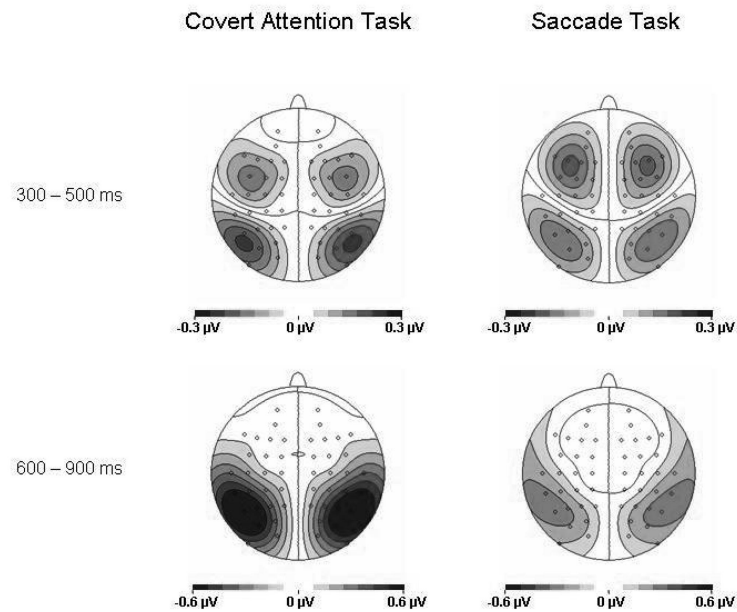 Covert Attention Task
Saccade Task
300 – 500 ms
-0.3 µV 0 µV 0.3 µV
-0.3 µV 0 µV 0.3 µV
600 – 900 ms
-0.6 µV 0 µV 0.6 µV
-0.6 µV 0 µV 0.6 µV